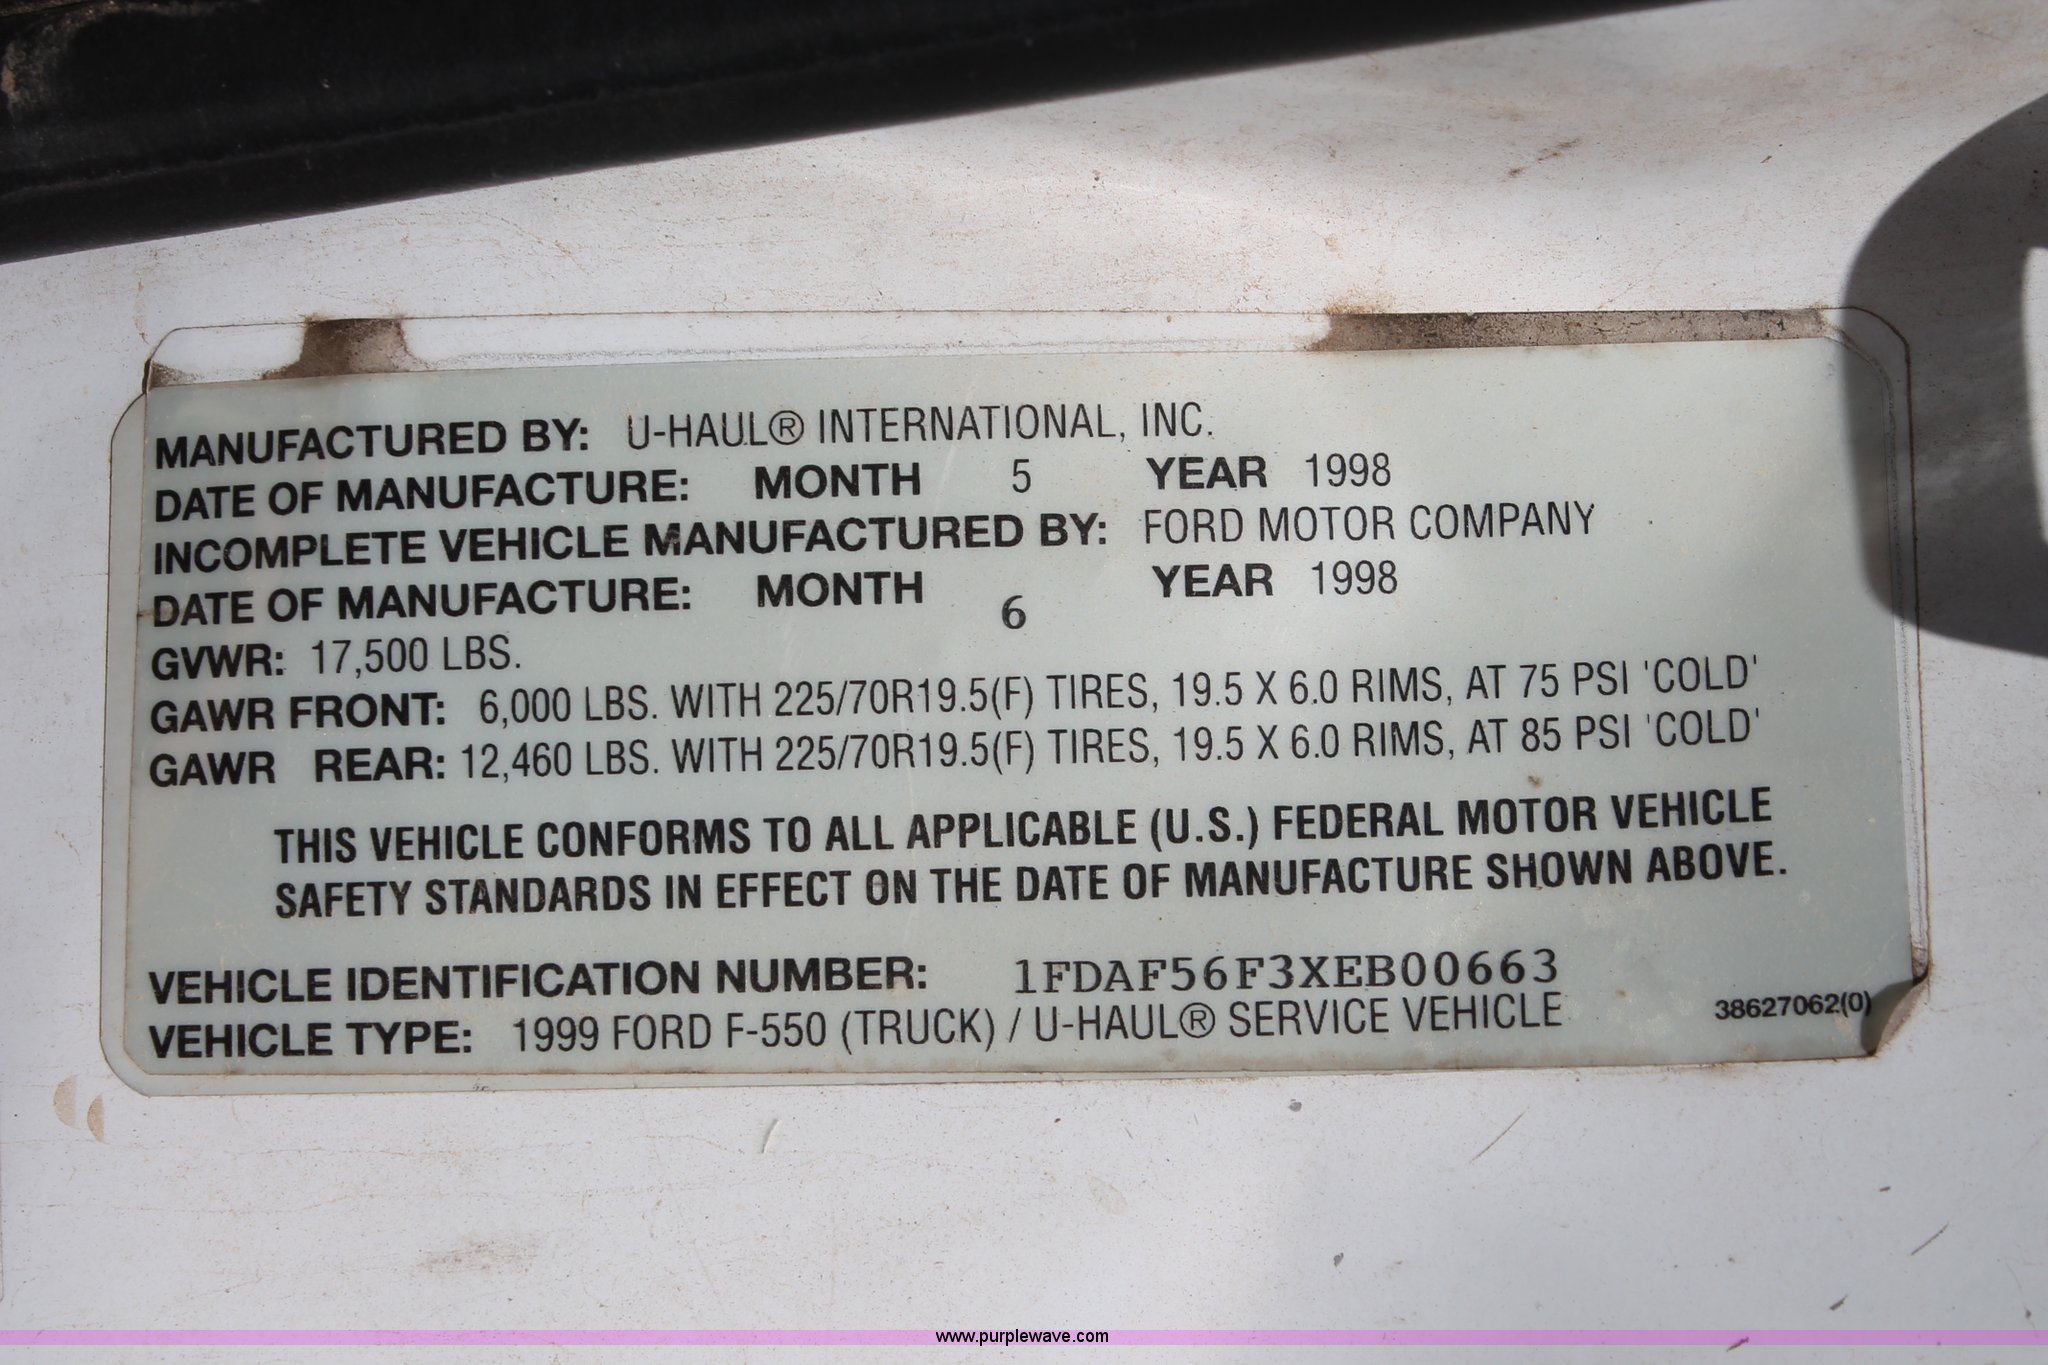 MANUFACTURED BY: U-HAUL® INTERNATIONAL, INC.
DATE OF MANUFACTURE: MONTH 5 YEAR 1998
INCOMPLETE VEHICLE MANUFACTURED BY: FORD MOTOR COMPANY
DATE OF MANUFACTURE: MONTH 6 YEAR 1998
GVWR: 17,500 LBS.
GAWR FRONT: 6,000 LBS. WITH 225/70R19.5(F) TIRES, 19.5 X 6.0 RIMS, AT 75 PSI 'COLD'
GAWR REAR: 12,460 LBS. WITH 225/70R19.5(F) TIRES, 19.5 X 6.0 RIMS, AT 85 PSI 'COLD'
THIS VEHICLE CONFORMS TO ALL APPLICABLE (U.S.) FEDERAL MOTOR VEHICLE
SAFETY STANDARDS IN EFFECT ON THE DATE OF MANUFACTURE SHOWN ABOVE.
VEHICLE IDENTIFICATION NUMBER: 1FDAF56F3XEB00663
VEHICLE TYPE: 1999 FORD F-550 (TRUCK) / U-HAUL® SERVICE VEHICLE 38627062(0)
www.purplewave.com